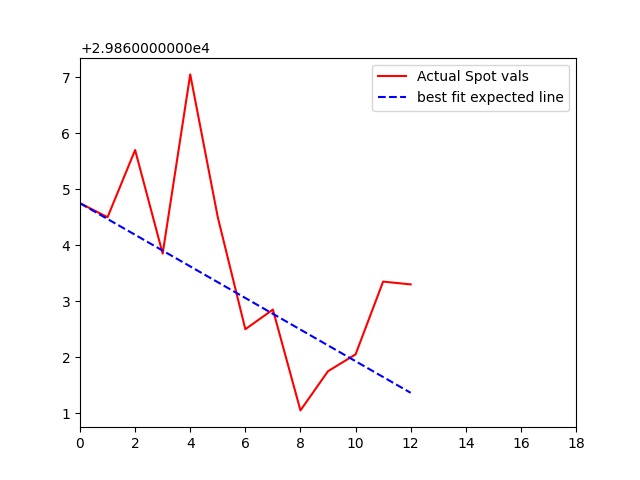 +2.9860000000e4
Actual Spot vals
best fit expected line
7
6
5
4
3
2
1
0 2 4 6 8 10 12 14 16 18